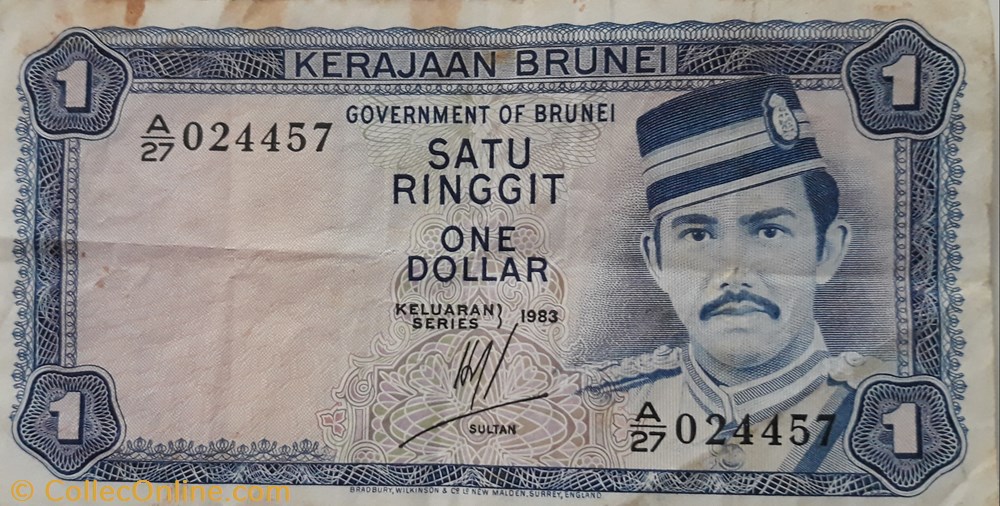 1 KERAJAAN BRUNEI 1
GOVERNMENT OF BRUNEI
A/27 024457
SATU
RINGGIT
ONE
DOLLAR
KELUARAN
SERIES } 1983
SULTAN
A/27 024457
1 1
BRADBURY, WILKINSON & Cº Lᴰ NEW MALDEN, SURREY, ENGLAND.
© CollecOnline.com